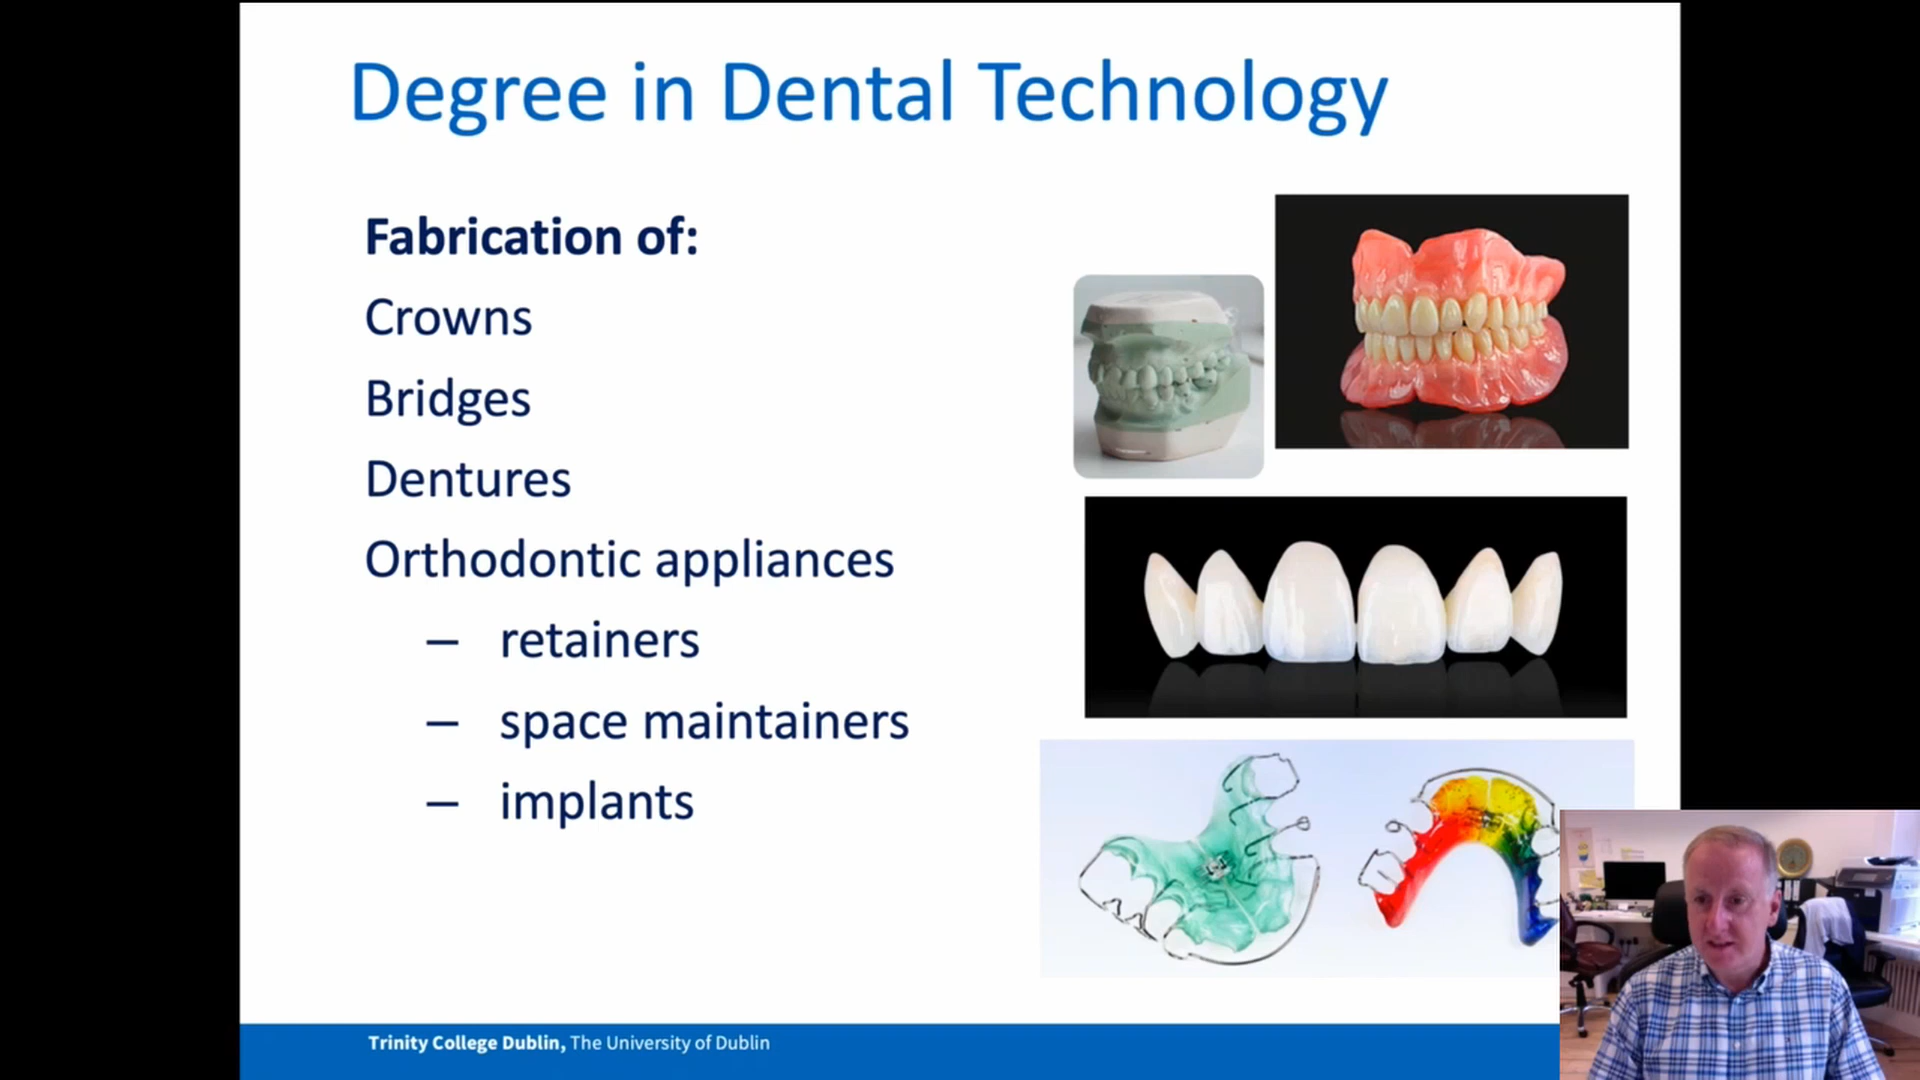 Degree in Dental Technology
Fabrication of:
Crowns
Bridges
Dentures
Orthodontic appliances
– retainers
– space maintainers
– implants
Trinity College Dublin, The University of Dublin